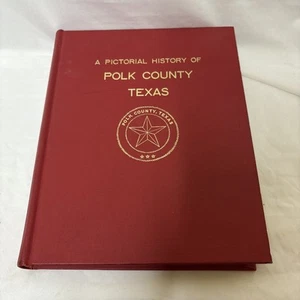 A PICTORIAL HISTORY OF
POLK COUNTY
TEXAS
POLK COUNTY, TEXAS